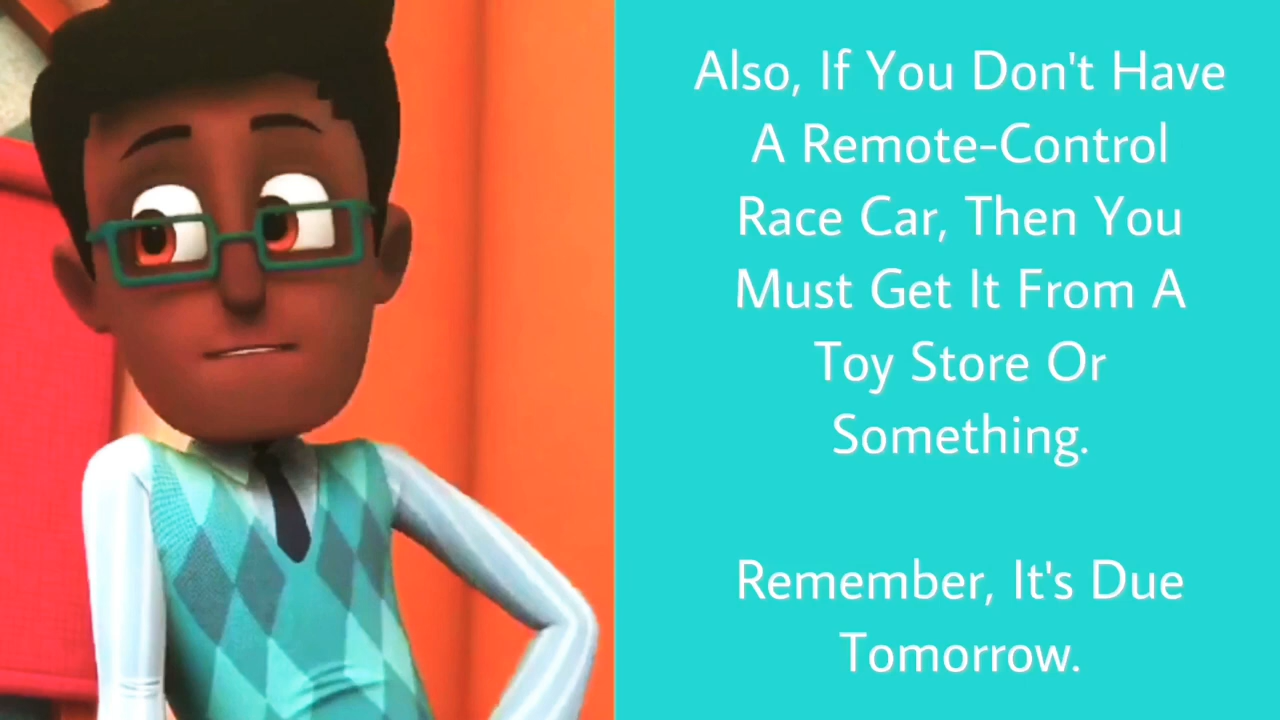 Also, If You Don't Have
A Remote-Control
Race Car, Then You
Must Get It From A
Toy Store Or
Something.
Remember, It's Due
Tomorrow.